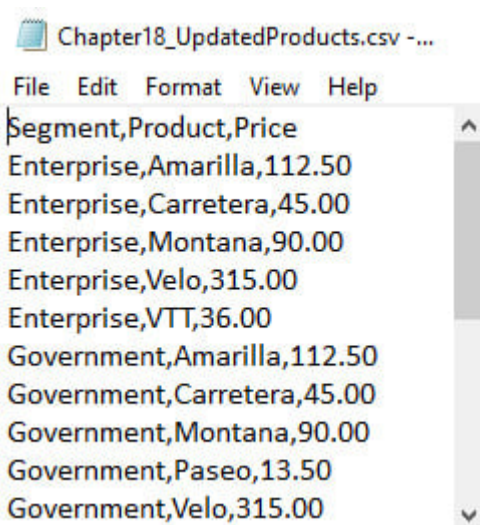 Chapter18_UpdatedProducts.csv -...
File Edit Format View Help
Segment,Product,Price
Enterprise,Amarilla,112.50
Enterprise,Carretera,45.00
Enterprise,Montana,90.00
Enterprise,Velo,315.00
Enterprise,VTT,36.00
Government,Amarilla,112.50
Government,Carretera,45.00
Government,Montana,90.00
Government,Paseo,13.50
Government,Velo,315.00